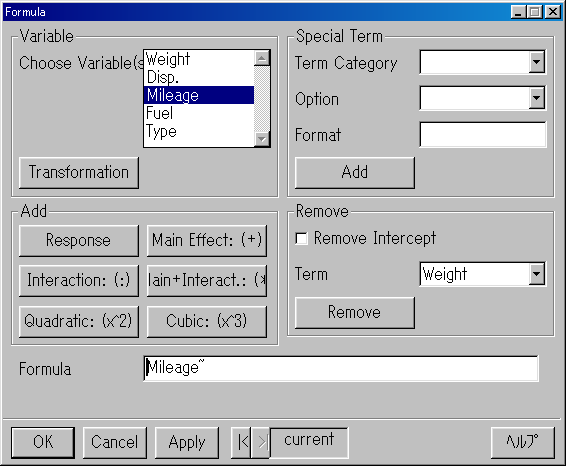 Formula
Variable
Choose Variable(s
Weight
Disp.
Mileage
Fuel
Type
Transformation
Special Term
Term Category
Option
Format
Add
Add
Response
Main Effect: (+)
Interaction: (:)
lain+Interact.: (*
Quadratic: (x^2)
Cubic: (x^3)
Remove
Remove Intercept
Term
Weight
Remove
Formula
Mileage~
OK
Cancel
Apply
|<
>|
current
ﾍﾙﾌﾟ